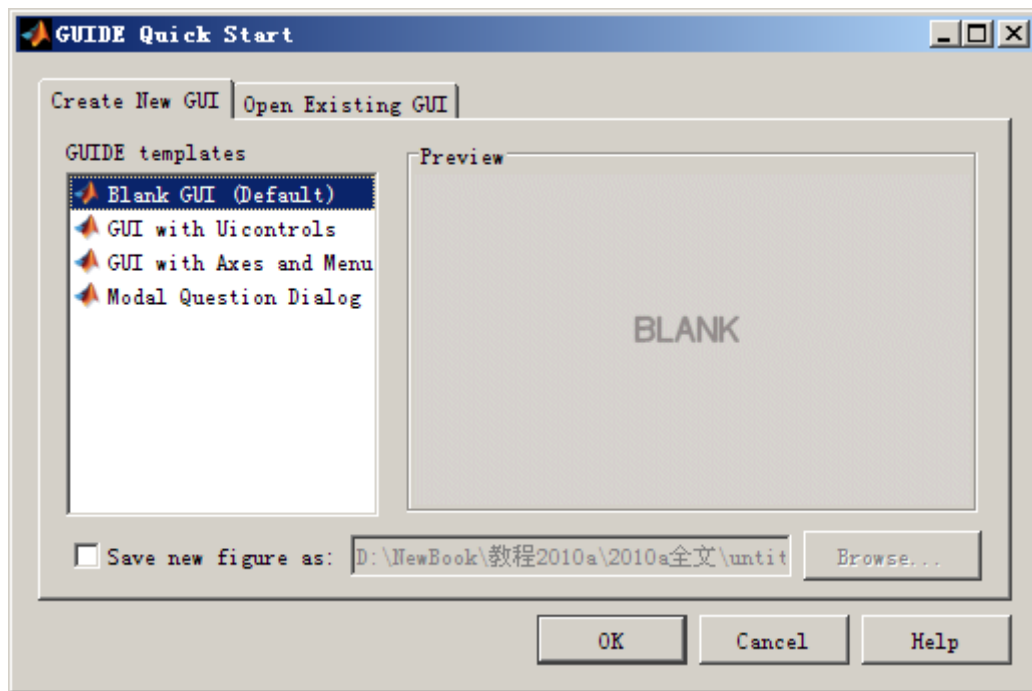 GUIDE Quick Start
Create New GUI
Open Existing GUI
GUIDE templates
Blank GUI (Default)
GUI with Uicontrols
GUI with Axes and Menu
Modal Question Dialog
Preview
BLANK
Save new figure as:
D:\NewBook\教程2010a\2010a全文\untit
Browse...
OK
Cancel
Help